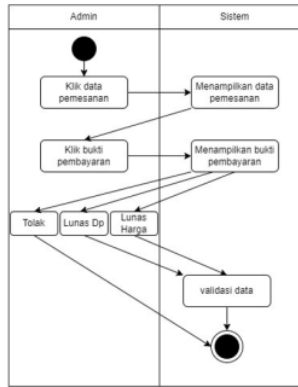 Admin
Sistem
Klik data
pemesanan
Menampilkan data
pemesanan
Klik bukti
pembayaran
Menampilkan bukti
pembayaran
Tolak
Lunas Dp
Lunas
Harga
validasi data